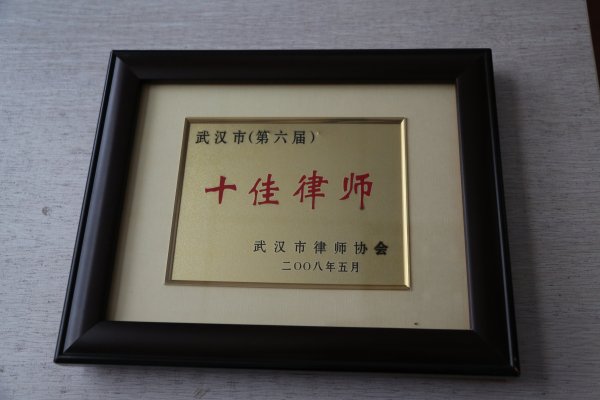 武汉市(第六届)
十佳律师
武汉市律师协会
二〇〇八年五月